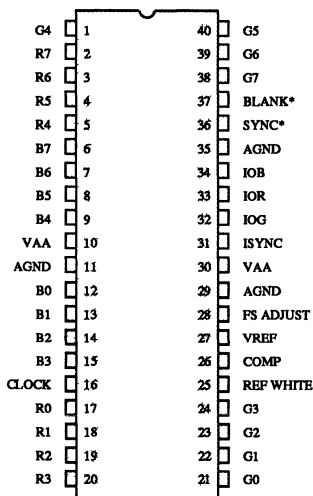 G4 1 40 G5
R7 2 39 G6
R6 3 38 G7
R5 4 37 BLANK*
R4 5 36 SYNC*
B7 6 35 AGND
B6 7 34 IOB
B5 8 33 IOR
B4 9 32 IOG
VAA 10 31 ISYNC
AGND 11 30 VAA
B0 12 29 AGND
B1 13 28 FS ADJUST
B2 14 27 VREF
B3 15 26 COMP
CLOCK 16 25 REF WHITE
R0 17 24 G3
R1 18 23 G2
R2 19 22 G1
R3 20 21 G0